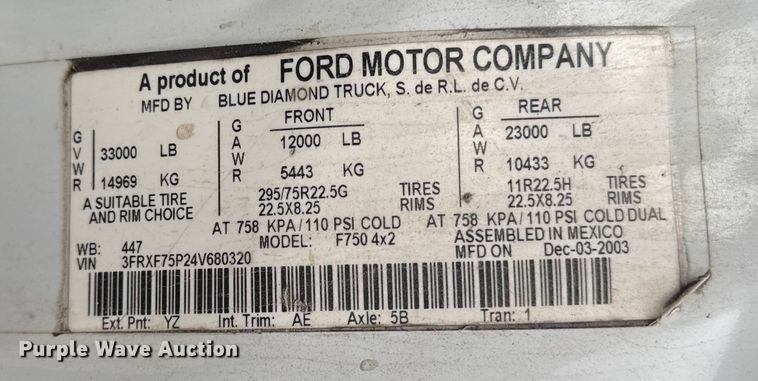 A product of FORD MOTOR COMPANY
MFD BY BLUE DIAMOND TRUCK, S. de R.L. de C.V.
GVWR 33000 LB 14969 KG
FRONT
GAWR 12000 LB 5443 KG
REAR
GAWR 23000 LB 10433 KG
A SUITABLE TIRE AND RIM CHOICE
295/75R22.5G TIRES 11R22.5H TIRES
22.5X8.25 RIMS 22.5X8.25 RIMS
AT 758 KPA/110 PSI COLD AT 758 KPA/110 PSI COLD DUAL
WB: 447 MODEL: F750 4x2 ASSEMBLED IN MEXICO
VIN 3FRXF75P24V680320 MFD ON Dec-03-2003
Ext. Pnt: YZ Int. Trim: AE Axle: 5B Tran: 1
Purple Wave Auction